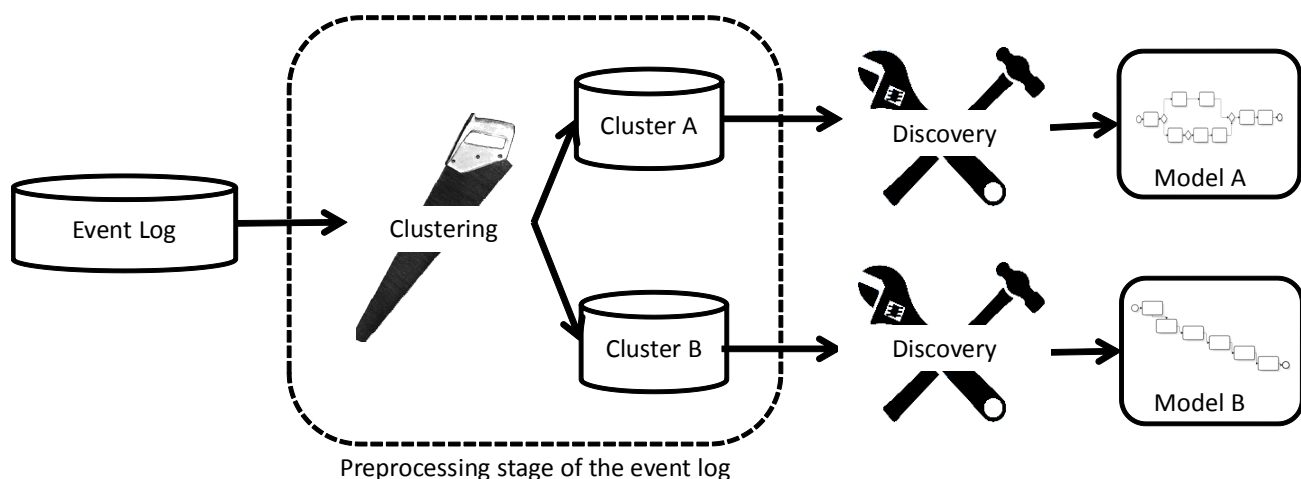 Event Log
Clustering
Cluster A
Cluster B
Discovery
Discovery
Model A
Model B
Preprocessing stage of the event log